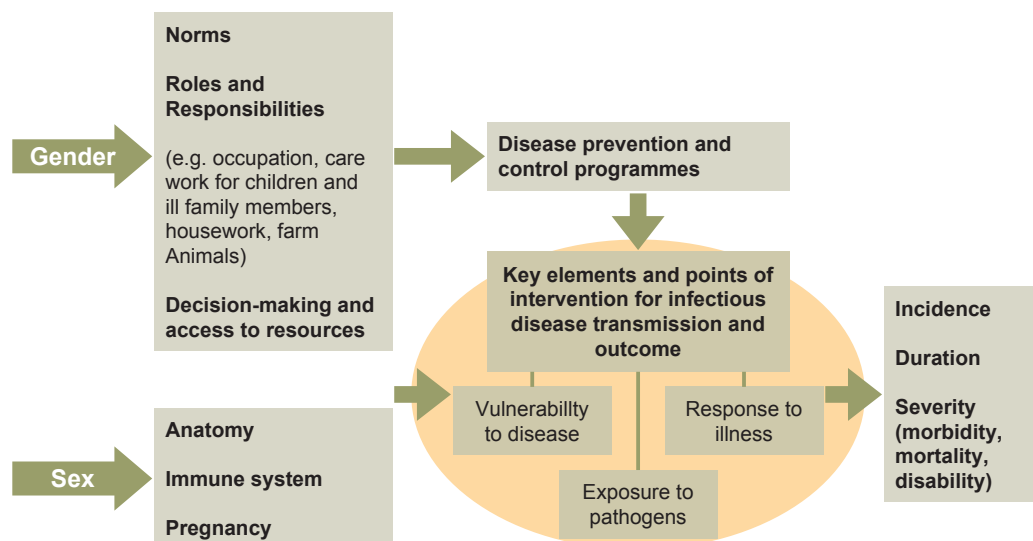 Gender
Norms
Roles and
Responsibilities
(e.g. occupation, care
work for children and
ill family members,
housework, farm
Animals)
Decision-making and
access to resources
Disease prevention and
control programmes
Key elements and points of
intervention for infectious
disease transmission and
outcome
Vulnerabillty
to disease
Response to
illness
Exposure to
pathogens
Incidence
Duration
Severity
(morbidity,
mortality,
disability)
Sex
Anatomy
Immune system
Pregnancy